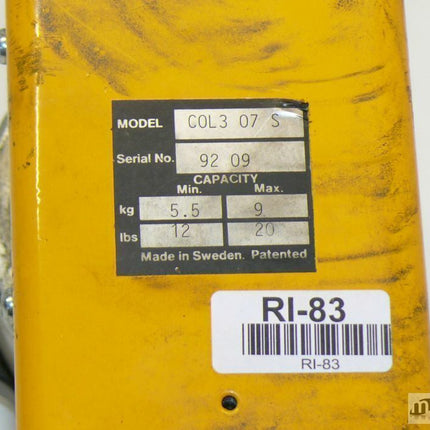 MODEL COL3 07 S
Serial No. 92 09
CAPACITY
Min. Max.
kg 5.5 9
lbs 12 20
Made in Sweden. Patented
RI-83
RI-83